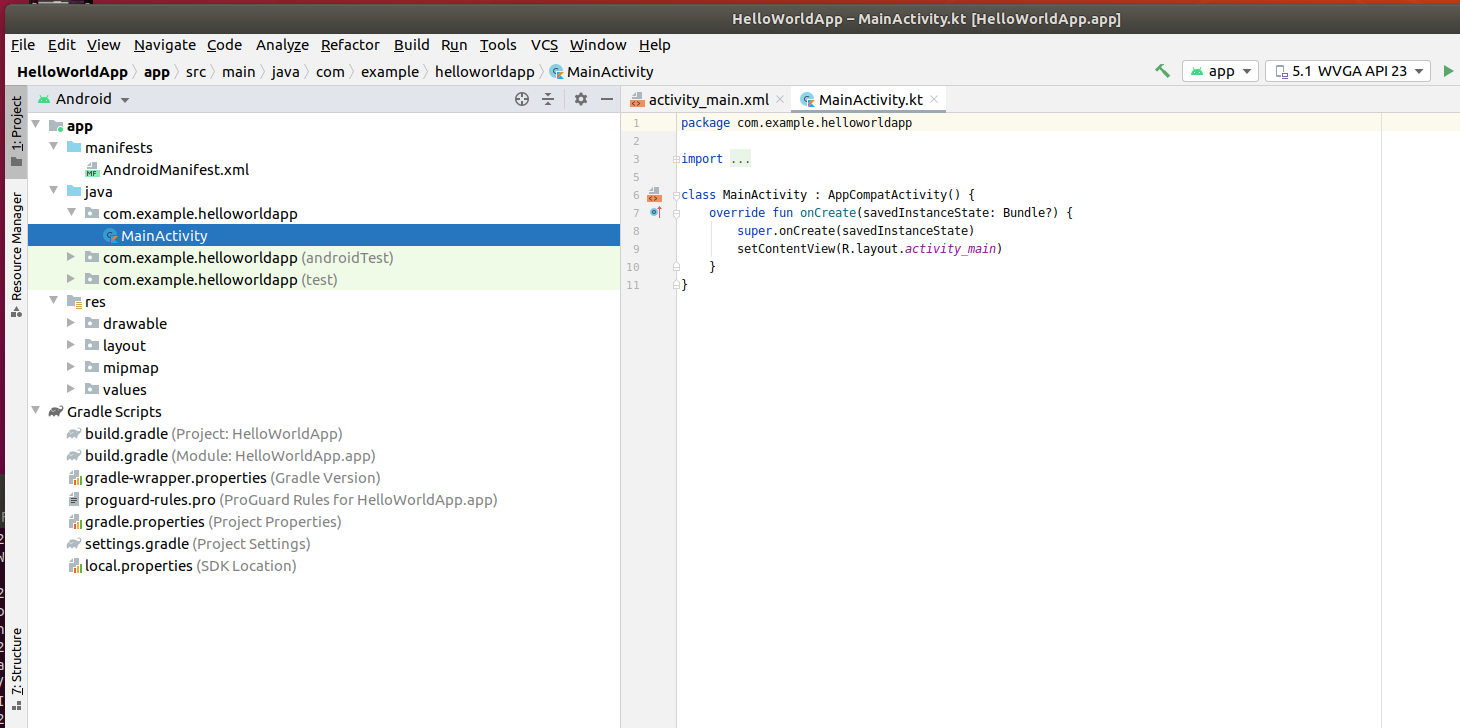 HelloWorldApp – MainActivity.kt [HelloWorldApp.app]
File Edit View Navigate Code Analyze Refactor Build Run Tools VCS Window Help
HelloWorldApp app src main java com example helloworldapp MainActivity
app 5.1 WVGA API 23
1: Project
Resource Manager
7: Structure
Android
app
manifests
AndroidManifest.xml
java
com.example.helloworldapp
MainActivity
com.example.helloworldapp (androidTest)
com.example.helloworldapp (test)
res
drawable
layout
mipmap
values
Gradle Scripts
build.gradle (Project: HelloWorldApp)
build.gradle (Module: HelloWorldApp.app)
gradle-wrapper.properties (Gradle Version)
proguard-rules.pro (ProGuard Rules for HelloWorldApp.app)
gradle.properties (Project Properties)
settings.gradle (Project Settings)
local.properties (SDK Location)
activity_main.xml MainActivity.kt
1 package com.example.helloworldapp
2
3 import ...
5
6 class MainActivity : AppCompatActivity() {
7 override fun onCreate(savedInstanceState: Bundle?) {
8 super.onCreate(savedInstanceState)
9 setContentView(R.layout.activity_main)
10 }
11 }